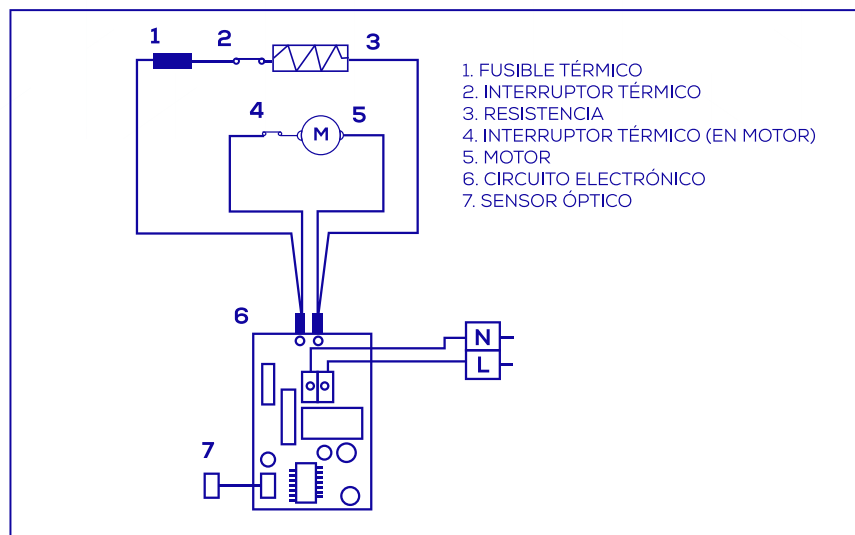 1
2
3
4
5
M
6
7
N
L
1. FUSIBLE TÉRMICO
2. INTERRUPTOR TÉRMICO
3. RESISTENCIA
4. INTERRUPTOR TÉRMICO (EN MOTOR)
5. MOTOR
6. CIRCUITO ELECTRÓNICO
7. SENSOR ÓPTICO